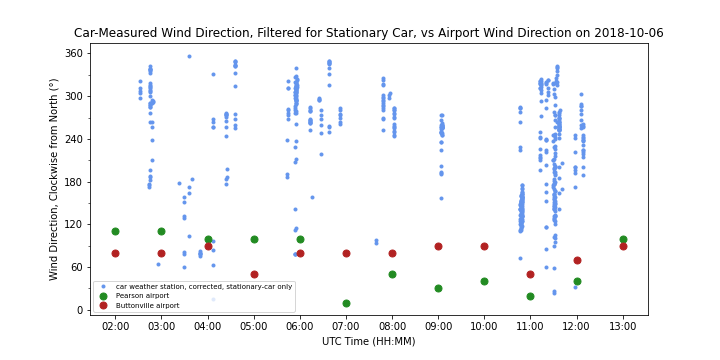 Car-Measured Wind Direction, Filtered for Stationary Car, vs Airport Wind Direction on 2018-10-06
Wind Direction, Clockwise from North (°)
360
300
240
180
120
60
0
car weather station, corrected, stationary-car only
Pearson airport
Buttonville airport
02:00 03:00 04:00 05:00 06:00 07:00 08:00 09:00 10:00 11:00 12:00 13:00
UTC Time (HH:MM)